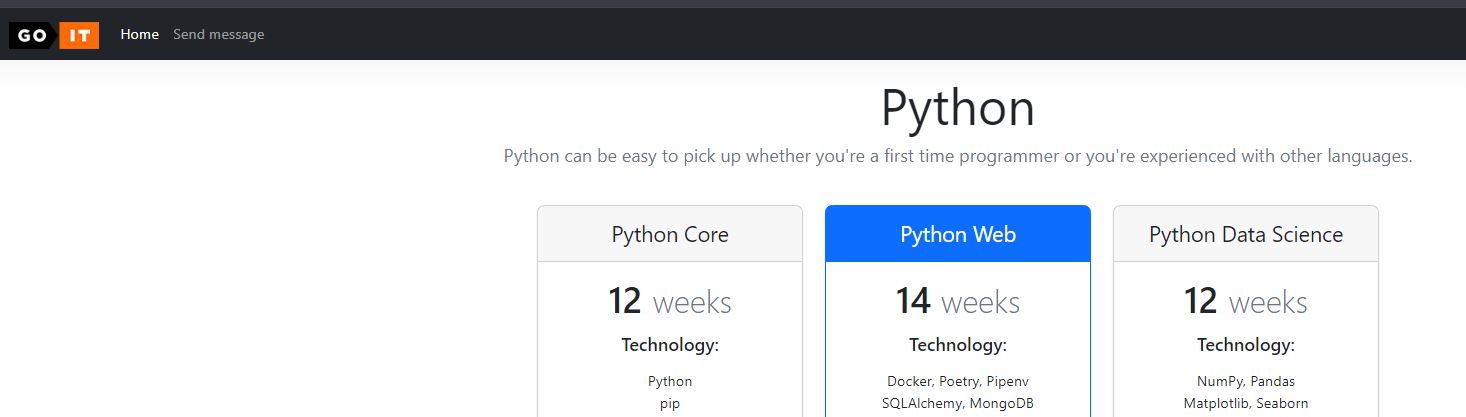 GO IT Home Send message
Python
Python can be easy to pick up whether you're a first time programmer or you're experienced with other languages.
Python Core
12 weeks
Technology:
Python
pip
Python Web
14 weeks
Technology:
Docker, Poetry, Pipenv
SQLAlchemy, MongoDB
Python Data Science
12 weeks
Technology:
NumPy, Pandas
Matplotlib, Seaborn